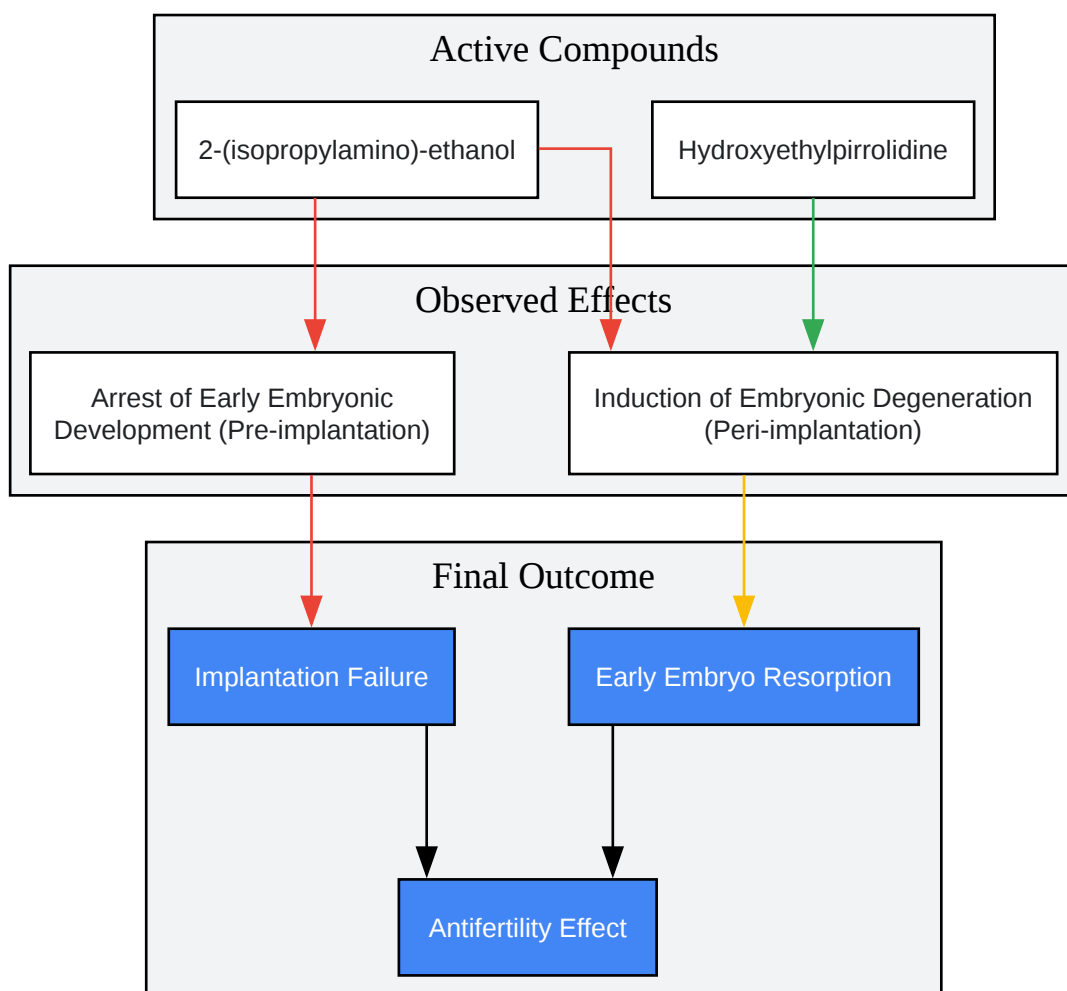 Active Compounds
2-(isopropylamino)-ethanol
Hydroxyethylpirrolidine
Observed Effects
Arrest of Early Embryonic
Development (Pre-implantation)
Induction of Embryonic Degeneration
(Peri-implantation)
Final Outcome
Implantation Failure
Early Embryo Resorption
Antifertility Effect